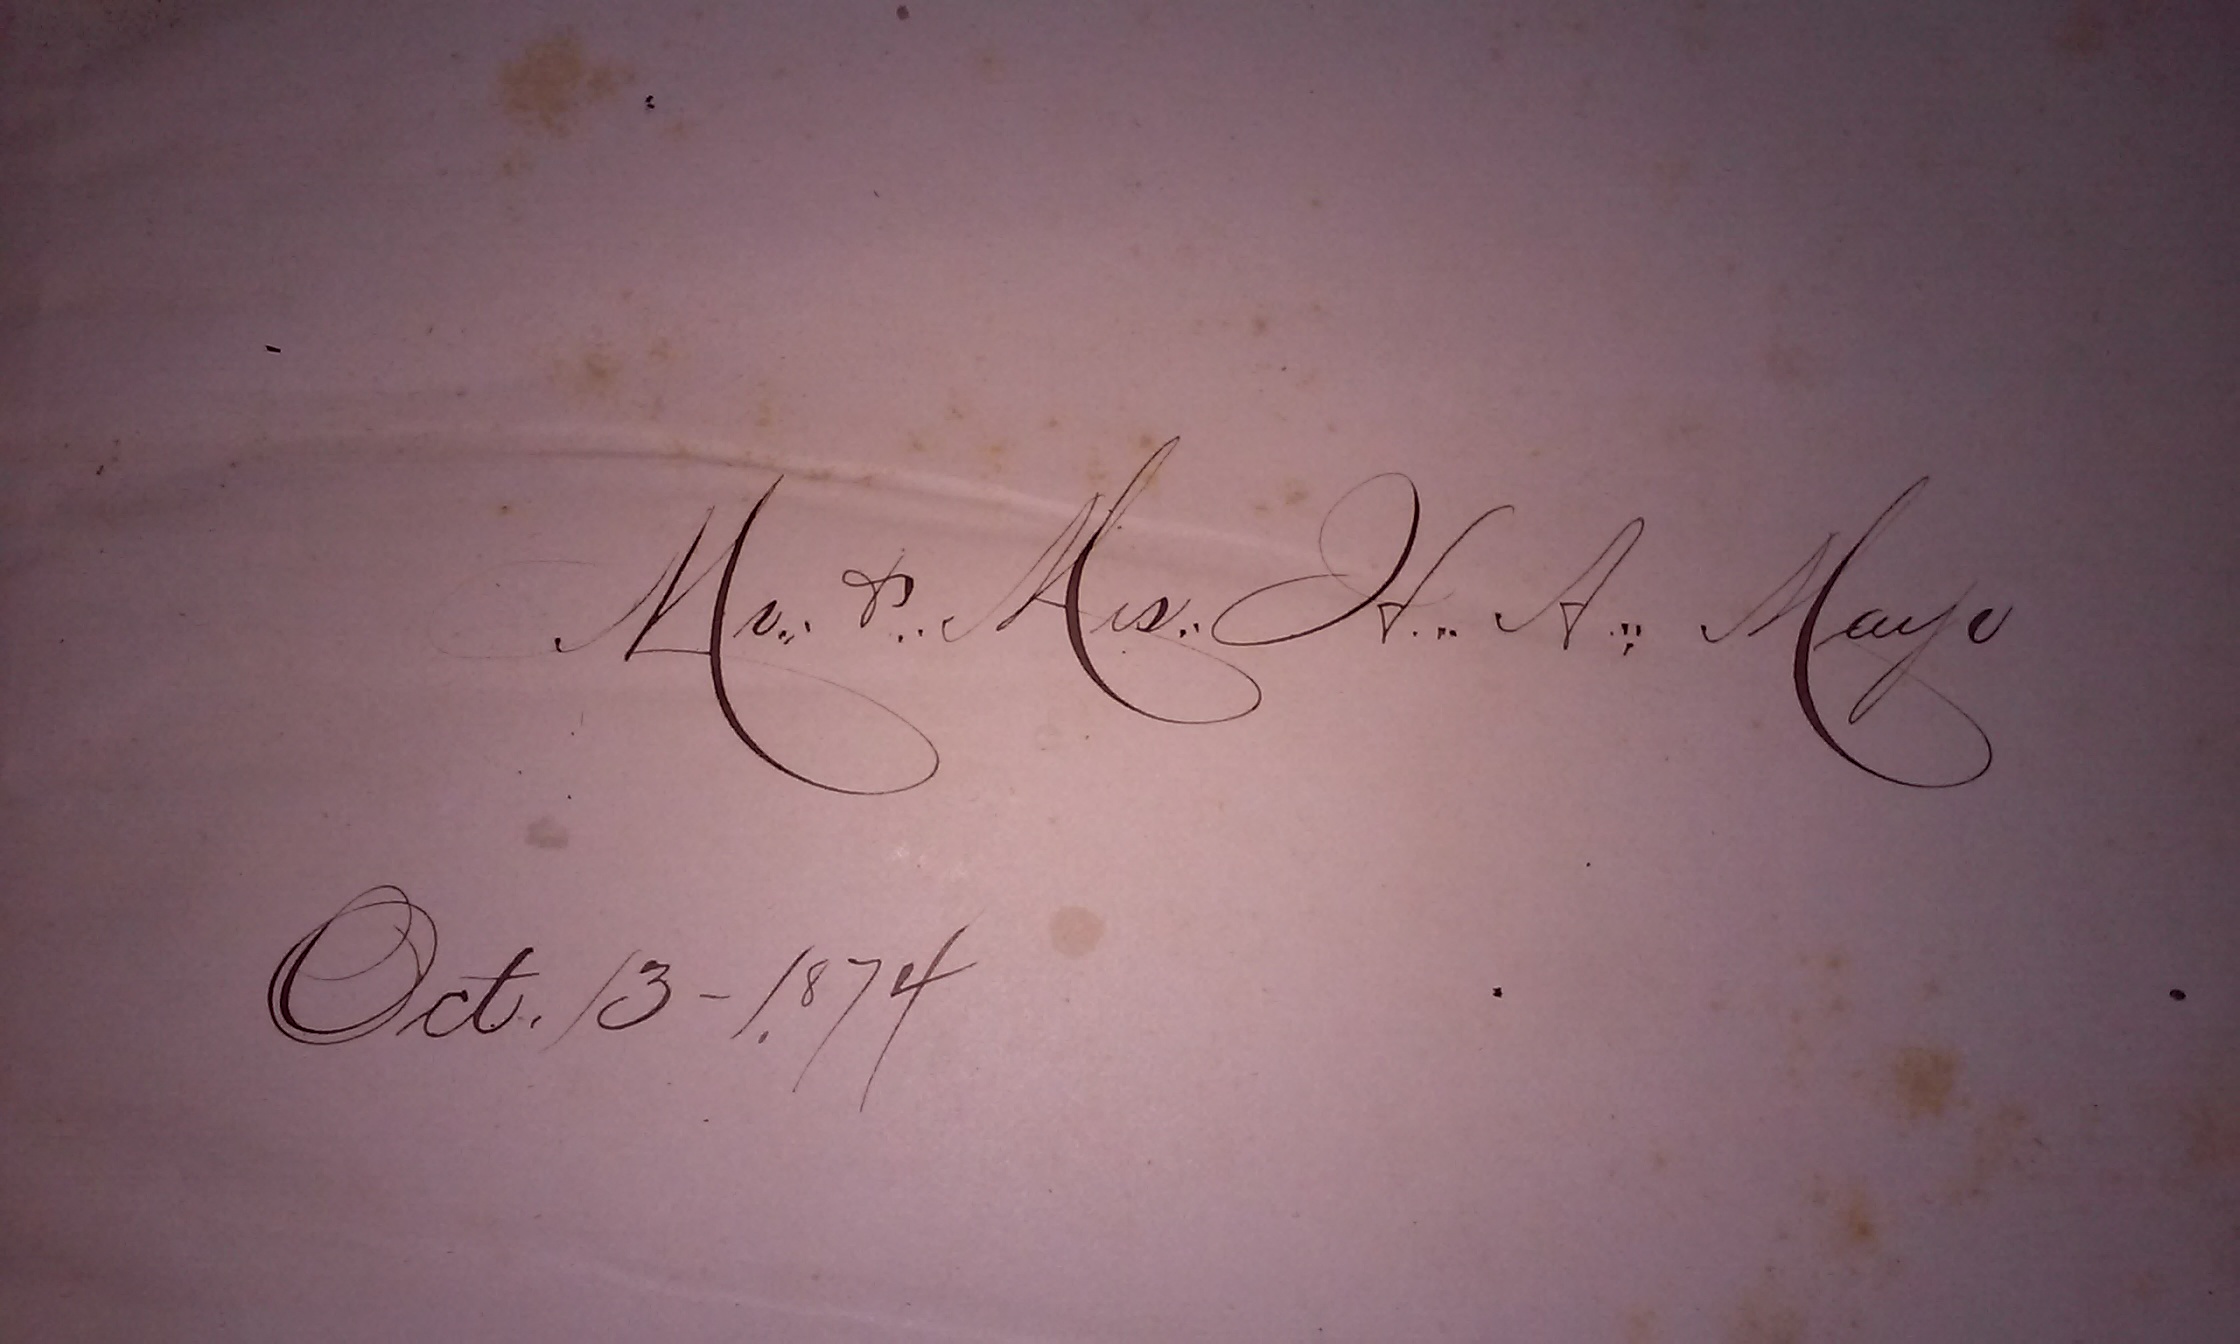 Mr. & Mrs. H. A. Mayo
Oct. 13 - 1874